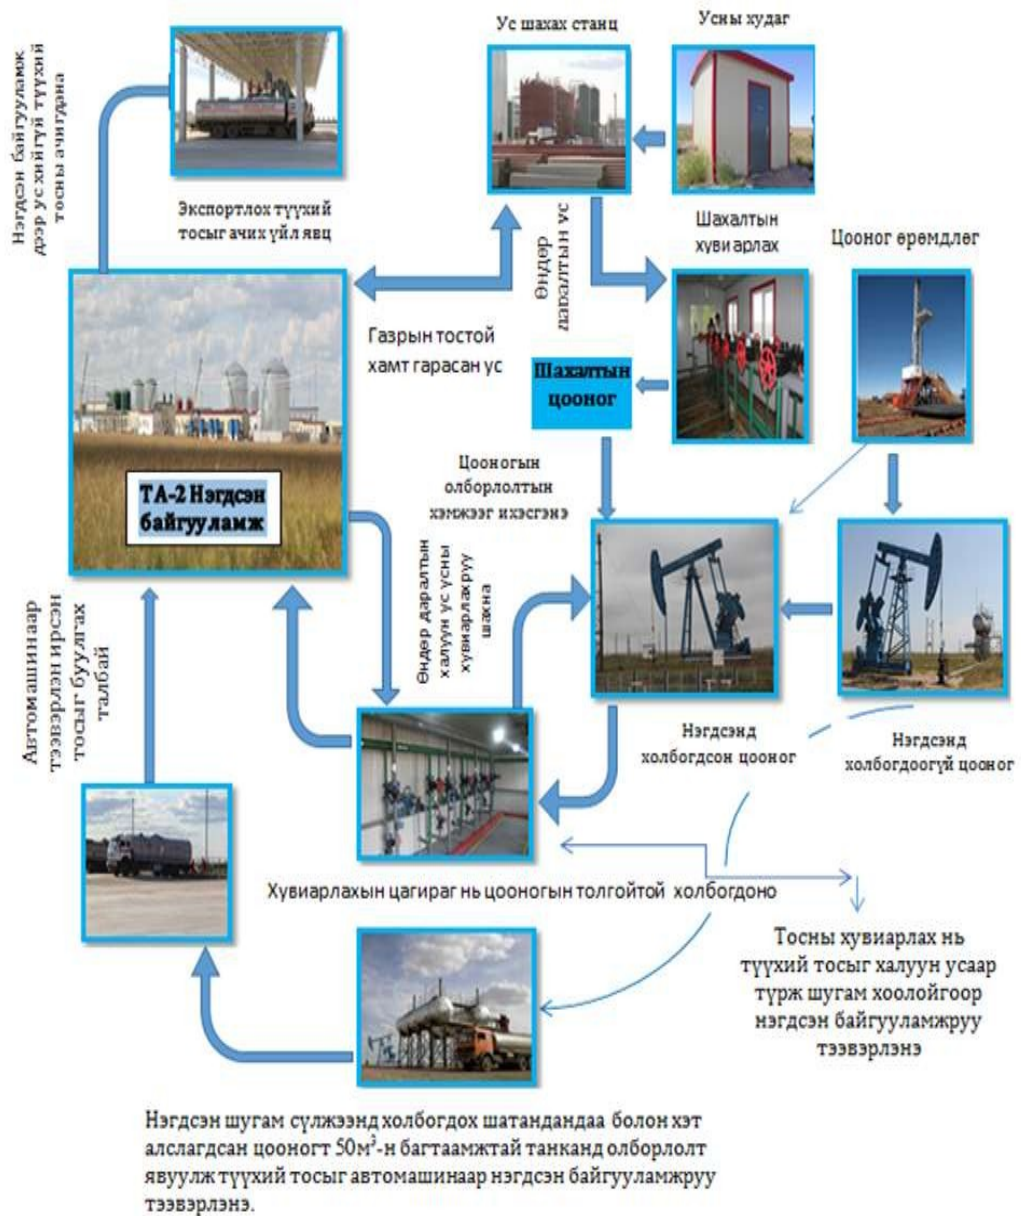 Ус шахах станц
Усны худаг
Нэгдсэн байгууламж
дээр ус хийгүй түүхий
тосны ачигдана
Экспортлох түүхий
тосыг ачих үйл явц
Өндөр
даралтын ус
Шахалтын
хувиарлах
Цооног өрөмдлөг
Газрын тостой
хамт гарасан ус
Шахалтын
цооног
ТА-2 Нэгдсэн
байгууламж
Цооногын
олборлолтын
хэмжээг ихэсгэнэ
Өндөр даралтын
халуун ус усны
хувиарлахруу
шахна
Автомашинаар
тээвэрлэн ирсэн
тосыг буулгах
талбай
Нэгдсэнд
холбогдсон цооног
Нэгдсэнд
холбогдоогүй цооног
Хувиарлахын цагираг нь цооногын толгойтой холбогдоно
Тосны хувиарлах нь
түүхий тосыг халуун усаар
түрж шугам хоолойгоор
нэгдсэн байгууламжруу
тээвэрлэнэ
Нэгдсэн шугам сүлжээнд холбогдох шатандандаа болон хэт
алслагдсан цооногт 50м³-н багтаамжтай танканд олборлолт
явуулж түүхий тосыг автомашинаар нэгдсэн байгууламжруу
тээвэрлэнэ.